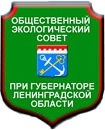 ОБЩЕСТВЕННЫЙ
ЭКОЛОГИЧЕСКИЙ
СОВЕТ
ПРИ ГУБЕРНАТОРЕ
ЛЕНИНГРАДСКОЙ
ОБЛАСТИ